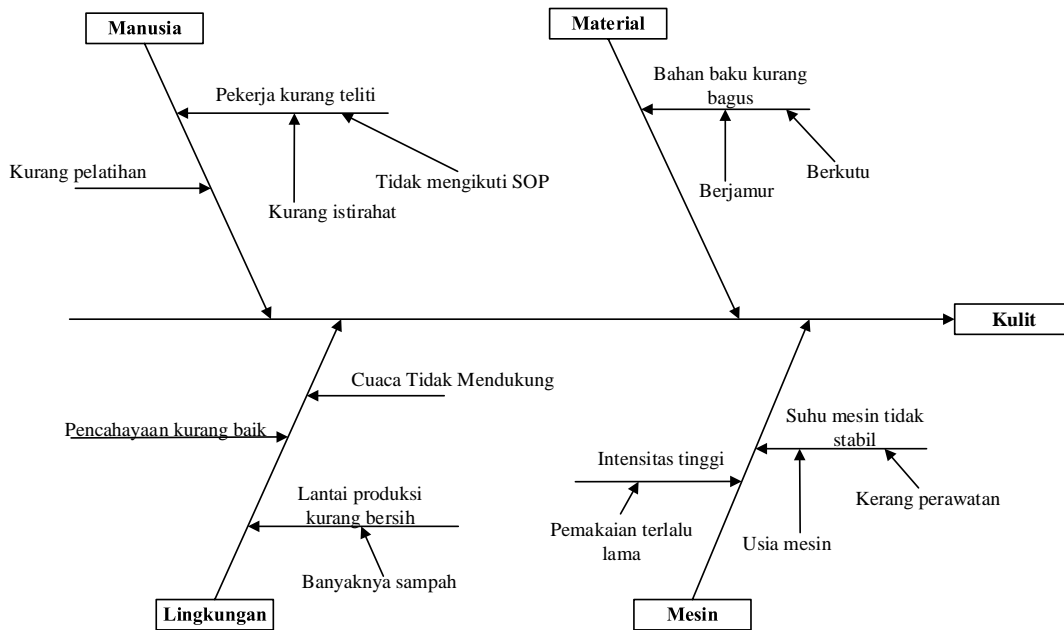 Manusia
Material
Pekerja kurang teliti
Bahan baku kurang
bagus
Kurang pelatihan
Tidak mengikuti SOP
Kurang istirahat
Berkutu
Berjamur
Kulit
Cuaca Tidak Mendukung
Pencahayaan kurang baik
Suhu mesin tidak
stabil
Intensitas tinggi
Lantai produksi
kurang bersih
Kerang perawatan
Pemakaian terlalu
lama
Usia mesin
Banyaknya sampah
Lingkungan
Mesin